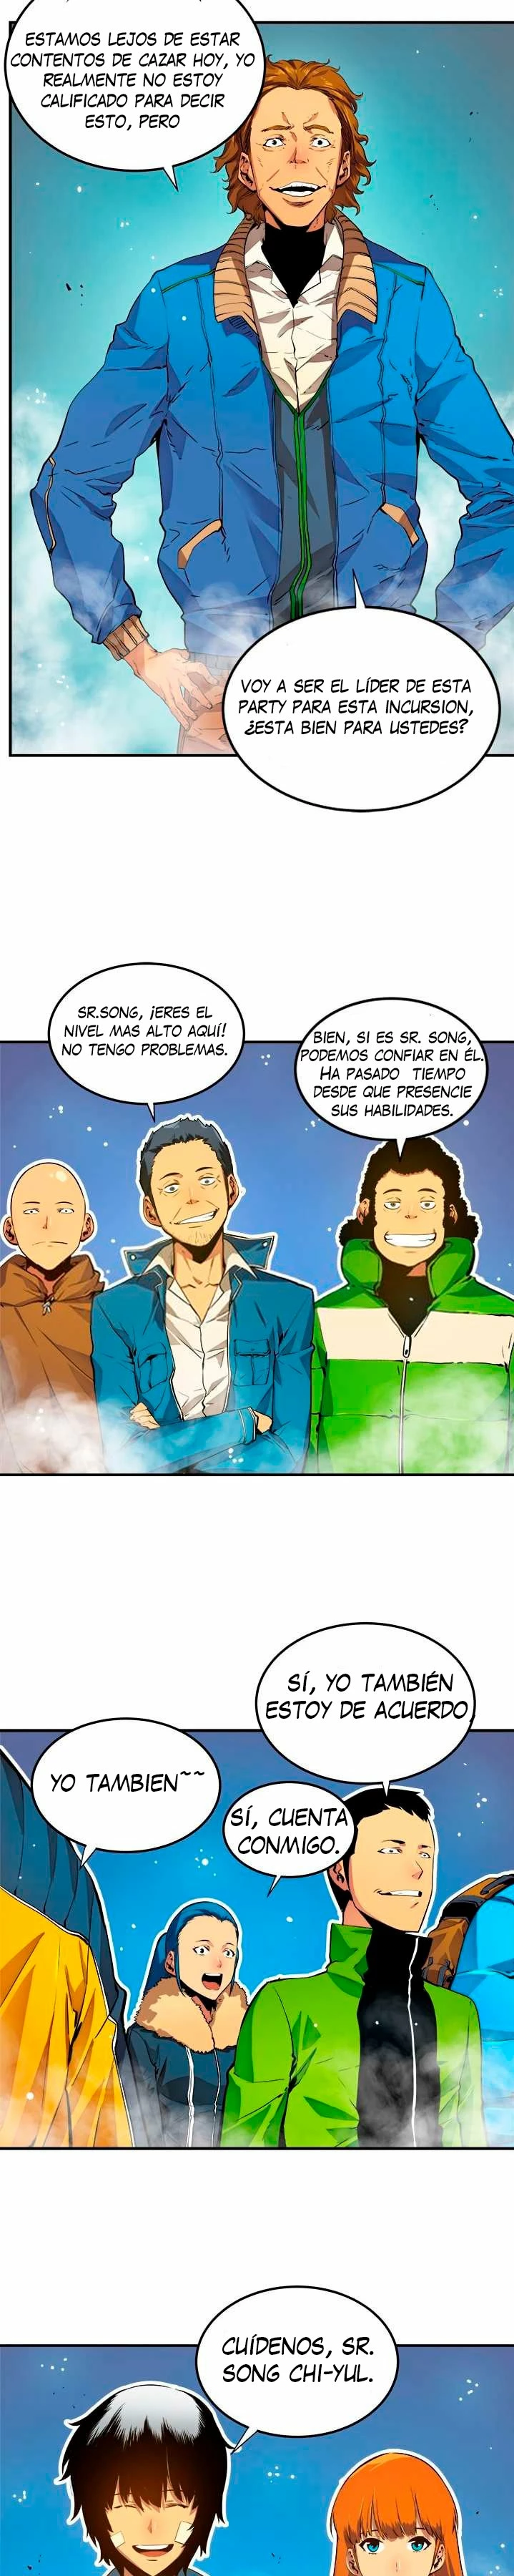 ESTAMOS LEJOS DE ESTAR
CONTENTOS DE CAZAR HOY, YO
REALMENTE NO ESTOY
CALIFICADO PARA DECIR
ESTO, PERO
VOY A SER EL LÍDER DE ESTA
PARTY PARA ESTA INCURSION,
¿ESTA BIEN PARA USTEDES?
SR.SONG, ¡ERES EL
NIVEL MAS ALTO AQUÍ!
NO TENGO PROBLEMAS.
BIEN, SI ES SR. SONG,
PODEMOS CONFIAR EN ÉL.
HA PASADO TIEMPO
DESDE QUE PRESENCIE
SUS HABILIDADES.
SÍ, YO TAMBIÉN
ESTOY DE ACUERDO
YO TAMBIEN~~
SÍ, CUENTA
CONMIGO.
CUÍDENOS, SR.
SONG CHI-YUL.